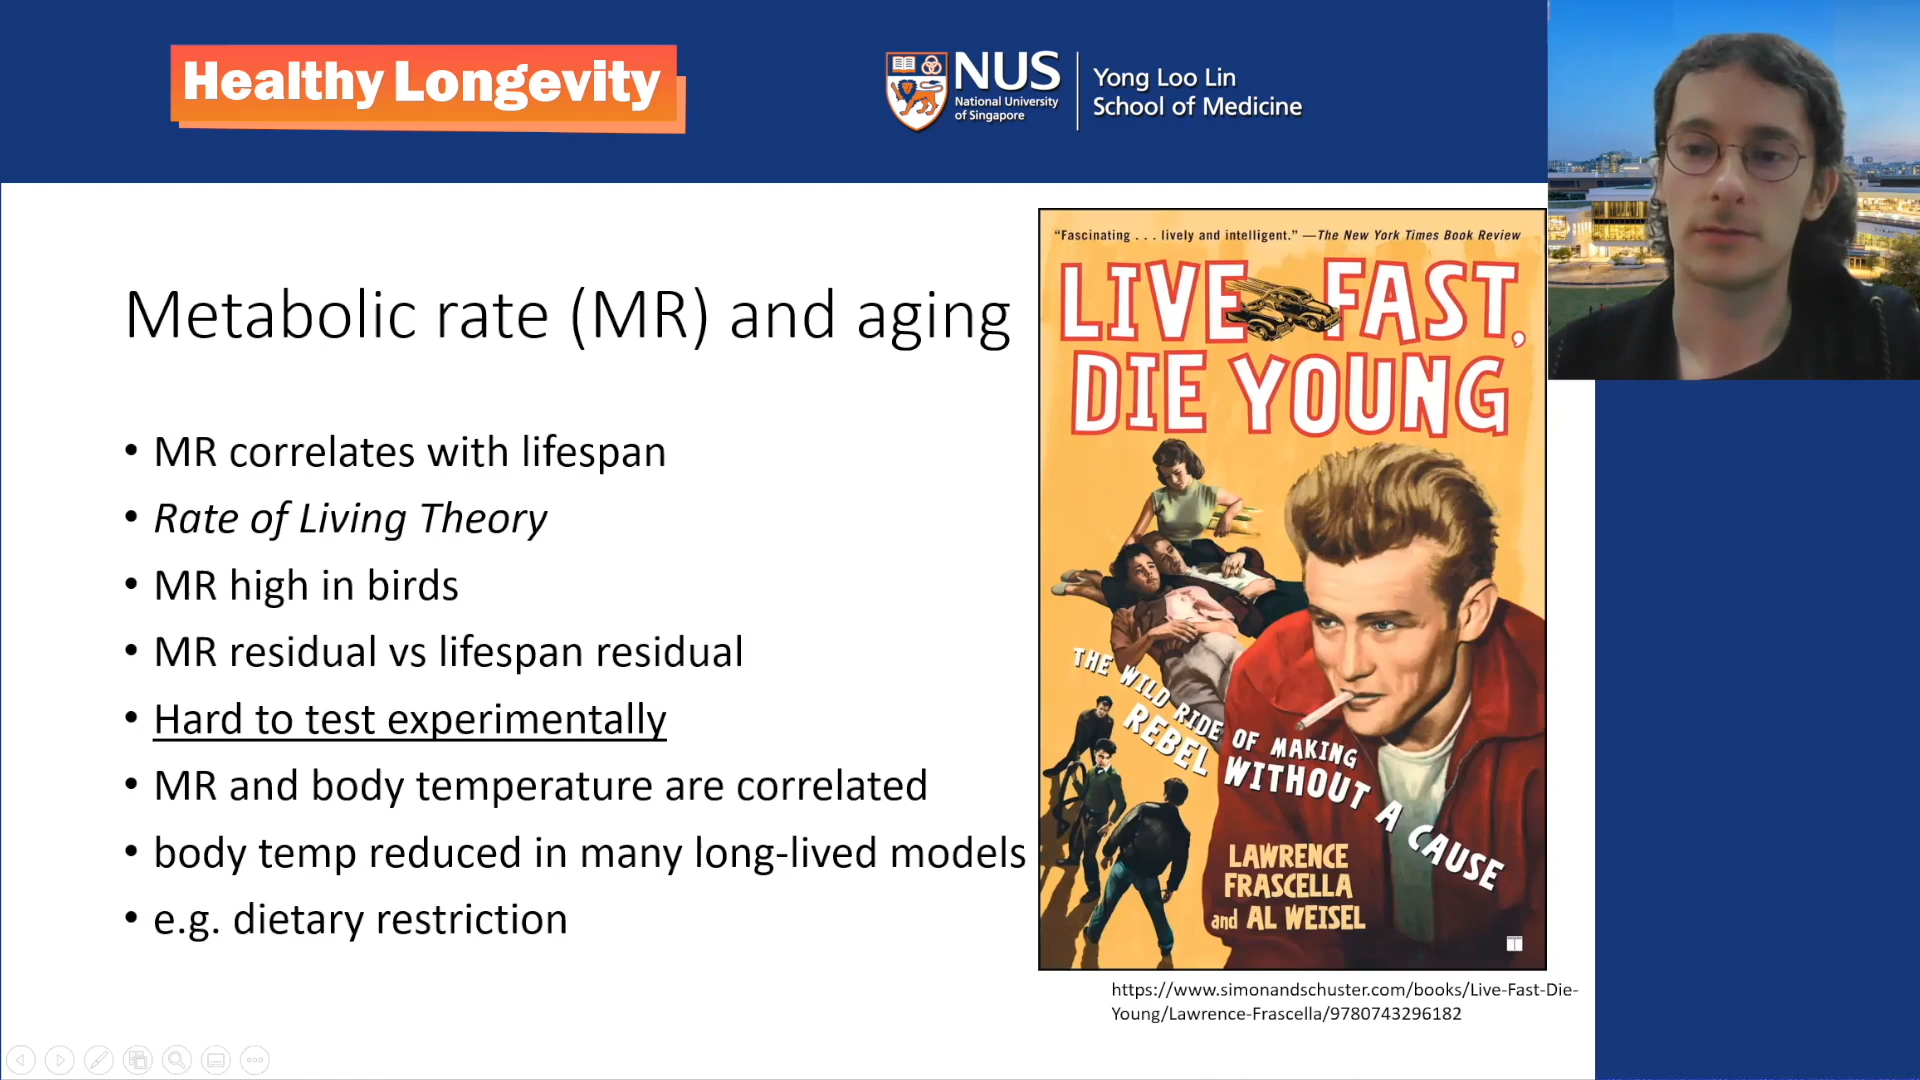 Healthy Longevity
NUS
National University
of Singapore
Yong Loo Lin
School of Medicine
Metabolic rate (MR) and aging
• MR correlates with lifespan
• Rate of Living Theory
• MR high in birds
• MR residual vs lifespan residual
• Hard to test experimentally
• MR and body temperature are correlated
• body temp reduced in many long-lived models
• e.g. dietary restriction
“Fascinating . . . lively and intelligent.” —The New York Times Book Review
LIVE FAST,
DIE YOUNG
THE WILD RIDE OF MAKING
REBEL WITHOUT A CAUSE
LAWRENCE
FRASCELLA
and AL WEISEL
https://www.simonandschuster.com/books/Live-Fast-Die-
Young/Lawrence-Frascella/9780743296182